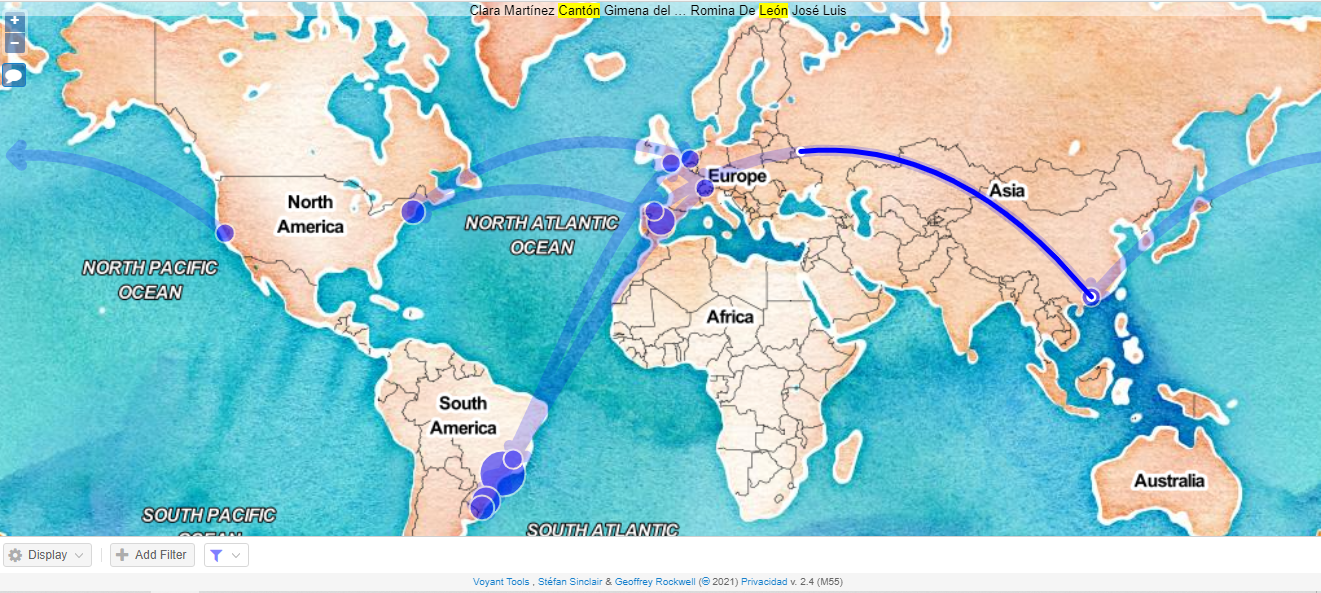 Clara Martínez Cantón Gimena del … Romina De León José Luis
+
−
Europe
Asia
North
America
NORTH ATLANTIC
OCEAN
NORTH PACIFIC
OCEAN
Africa
South
America
Australia
SOUTH PACIFIC
OCEAN
SOUTH ATLANTIC
Display
Add Filter
Voyant Tools , Stéfan Sinclair & Geoffrey Rockwell (© 2021) Privacidad v. 2.4 (M55)